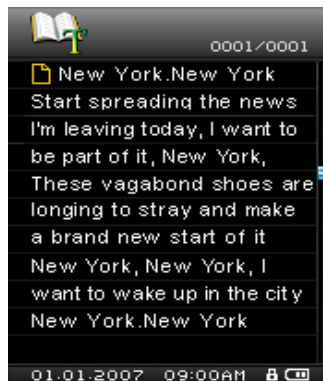 T
0001/0001
New York.New York
Start spreading the news
I'm leaving today, I want to
be part of it, New York,
These vagabond shoes are
longing to stray and make
a brand new start of it
New York, New York, I
want to wake up in the city
New York.New York
01.01.2007 09:00AM